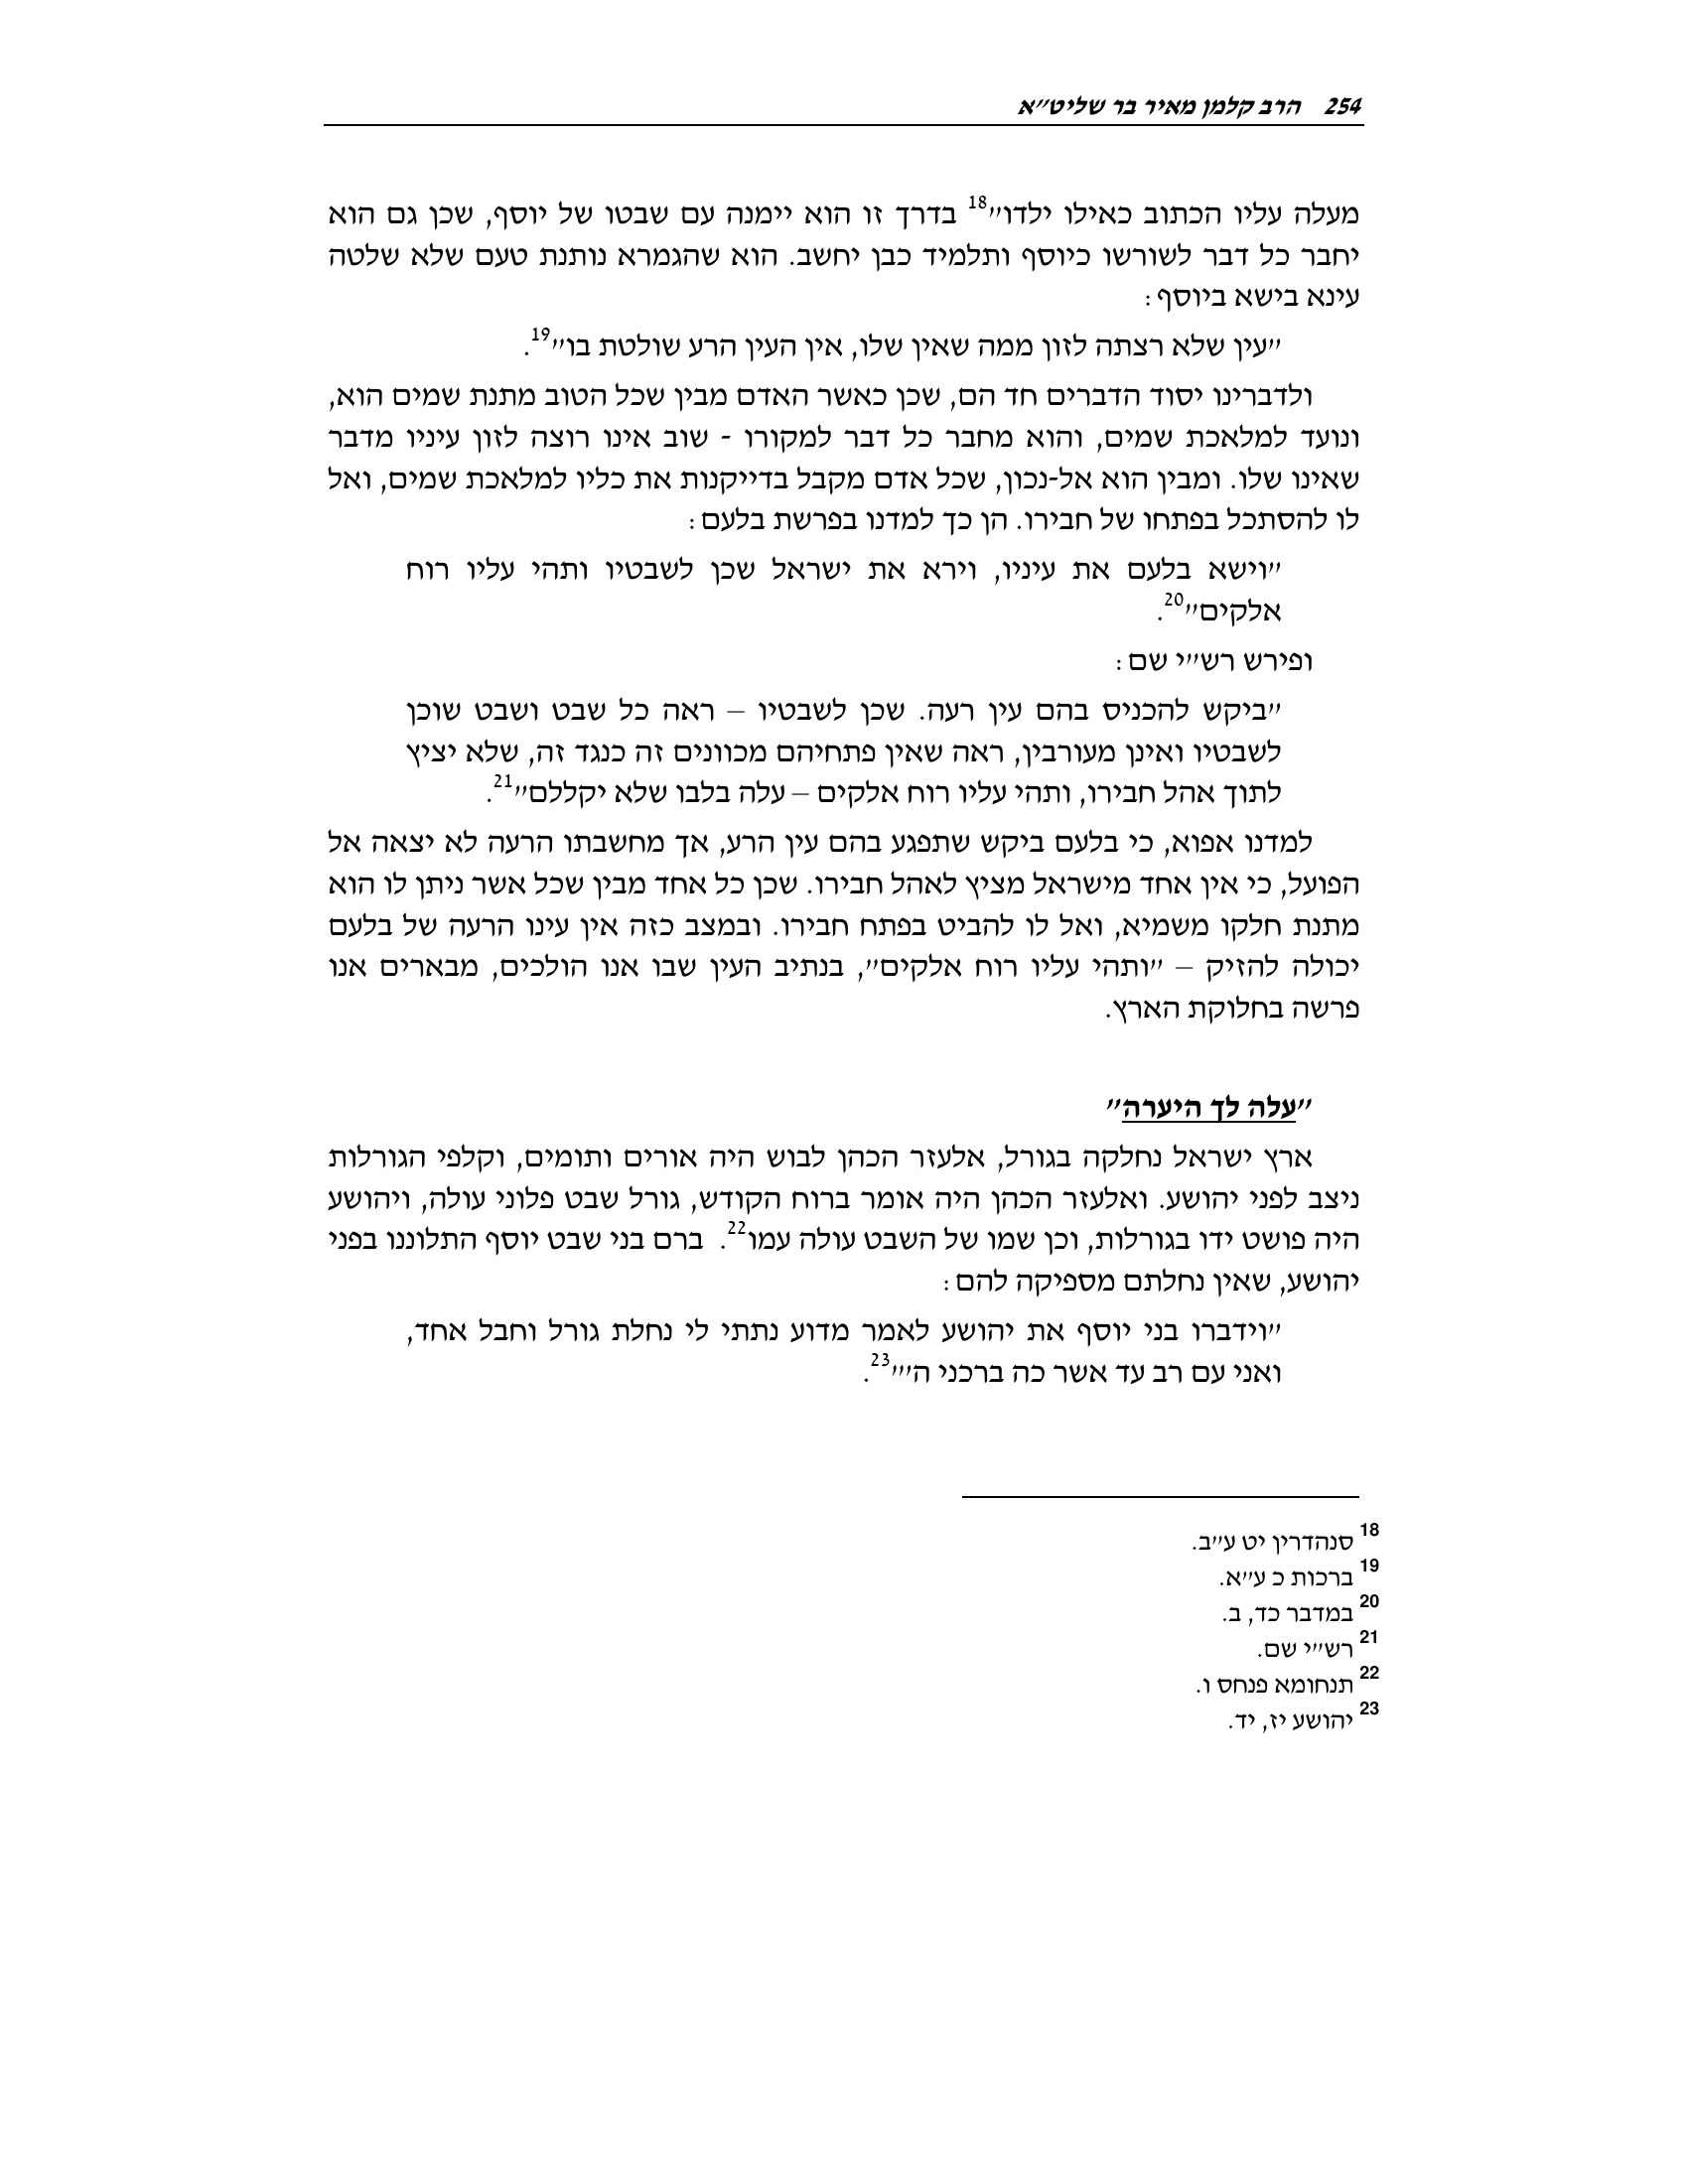 254 הרב קלמן מאיר בר שליט"א
מעלה עליו הכתוב כאילו ילדו"18 בדרך זו הוא יימנה עם שבטו של יוסף, שכן גם הוא
יחבר כל דבר לשורשו כיוסף ותלמיד כבן יחשב. הוא שהגמרא נותנת טעם שלא שלטה
עינא בישא ביוסף:
"עין שלא רצתה לזון ממה שאין שלו, אין העין הרע שולטת בו"19.
ולדברינו יסוד הדברים חד הם, שכן כאשר האדם מבין שכל הטוב מתנת שמים הוא,
ונועד למלאכת שמים, והוא מחבר כל דבר למקורו - שוב אינו רוצה לזון עיניו מדבר
שאינו שלו. ומבין הוא אל-נכון, שכל אדם מקבל בדייקנות את כליו למלאכת שמים, ואל
לו להסתכל בפתחו של חבירו. הן כך למדנו בפרשת בלעם:
"וישא בלעם את עיניו, וירא את ישראל שכן לשבטיו ותהי עליו רוח
אלקים"20.
ופירש רש"י שם:
"ביקש להכניס בהם עין רעה. שכן לשבטיו – ראה כל שבט ושבט שוכן
לשבטיו ואינן מעורבין, ראה שאין פתחיהם מכוונים זה כנגד זה, שלא יציץ
לתוך אהל חבירו, ותהי עליו רוח אלקים – עלה בלבו שלא יקללם"21.
למדנו אפוא, כי בלעם ביקש שתפגע בהם עין הרע, אך מחשבתו הרעה לא יצאה אל
הפועל, כי אין אחד מישראל מציץ לאהל חבירו. שכן כל אחד מבין שכל אשר ניתן לו הוא
מתנת חלקו משמיא, ואל לו להביט בפתח חבירו. ובמצב כזה אין עינו הרעה של בלעם
יכולה להזיק – "ותהי עליו רוח אלקים", בנתיב העין שבו אנו הולכים, מבארים אנו
פרשה בחלוקת הארץ.
"עלה לך היערה"
ארץ ישראל נחלקה בגורל, אלעזר הכהן לבוש היה אורים ותומים, וקלפי הגורלות
ניצב לפני יהושע. ואלעזר הכהן היה אומר ברוח הקודש, גורל שבט פלוני עולה, ויהושע
היה פושט ידו בגורלות, וכן שמו של השבט עולה עמו22. ברם בני שבט יוסף התלוננו בפני
יהושע, שאין נחלתם מספיקה להם:
"וידברו בני יוסף את יהושע לאמר מדוע נתתי לי נחלת גורל וחבל אחד,
ואני עם רב עד אשר כה ברכני ה'"23.
18 סנהדרין יט ע"ב.
19 ברכות כ ע"א.
20 במדבר כד, ב.
21 רש"י שם.
22 תנחומא פנחס ו.
23 יהושע יז, יד.